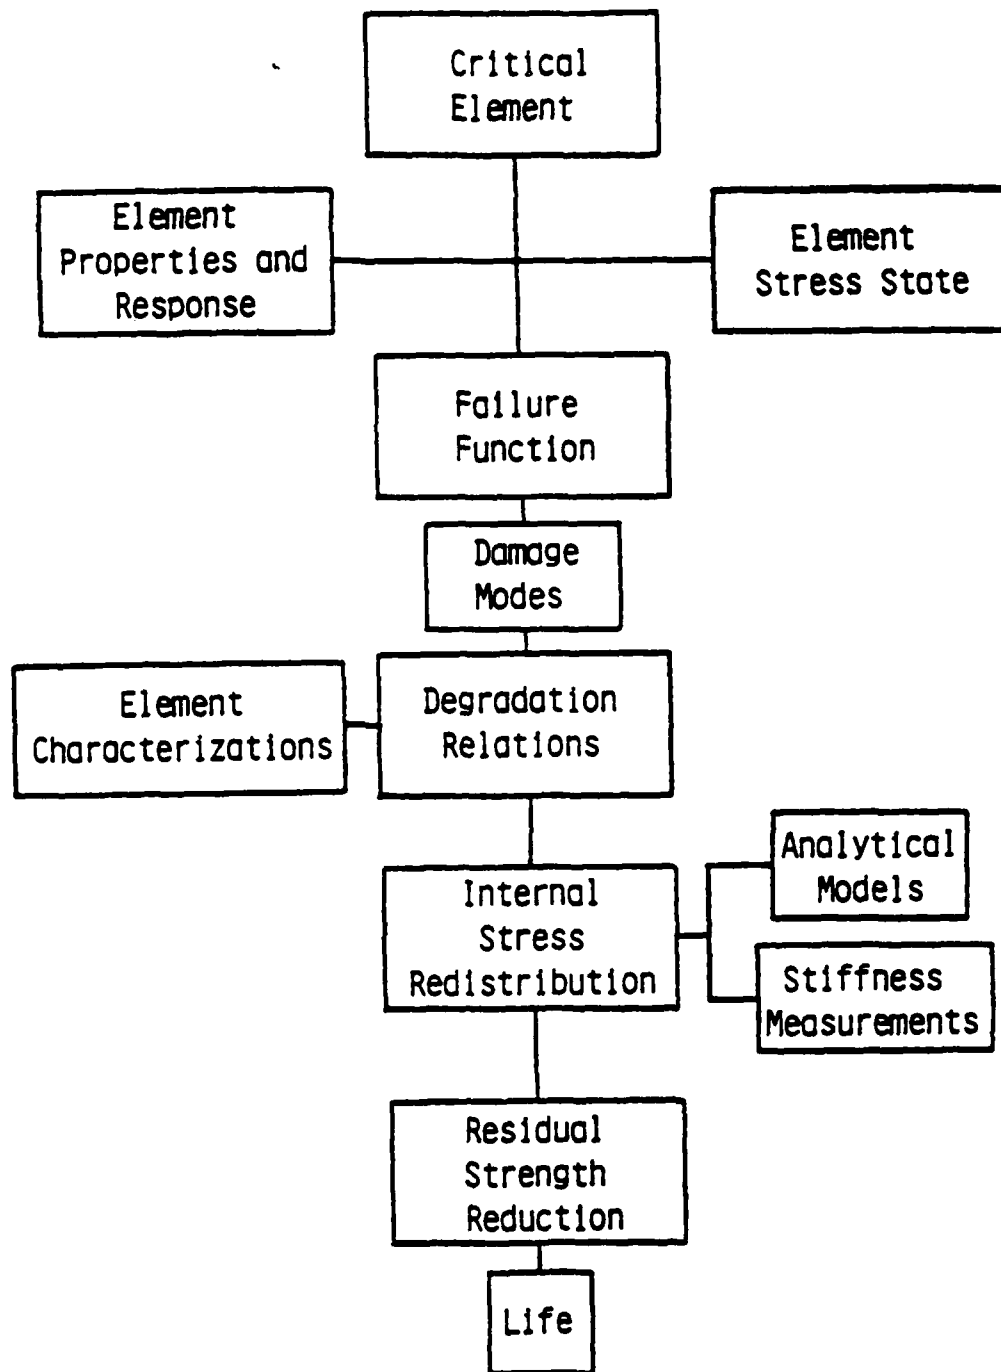 Critical
Element
Element
Properties and
Response
Element
Stress State
Failure
Function
Damage
Modes
Element
Characterizations
Degradation
Relations
Internal
Stress
Redistribution
Analytical
Models
Stiffness
Measurements
Residual
Strength
Reduction
Life